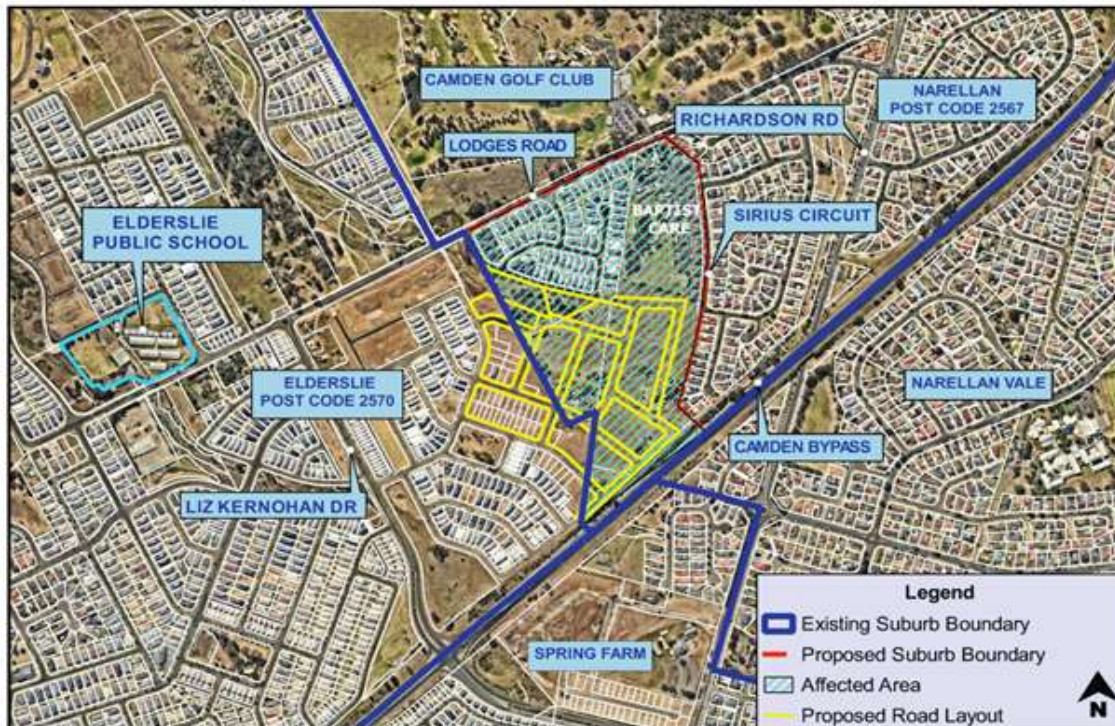 CAMDEN GOLF CLUB
NARELLAN
POST CODE 2567
RICHARDSON RD
LODGES ROAD
ELDERSLIE
PUBLIC SCHOOL
BAPTIST
CARE
SIRIUS CIRCUIT
ELDERSLIE
POST CODE 2570
NARELLAN VALE
CAMDEN BYPASS
LIZ KERNOHAN DR
SPRING FARM
Legend
Existing Suburb Boundary
Proposed Suburb Boundary
Affected Area
Proposed Road Layout
N